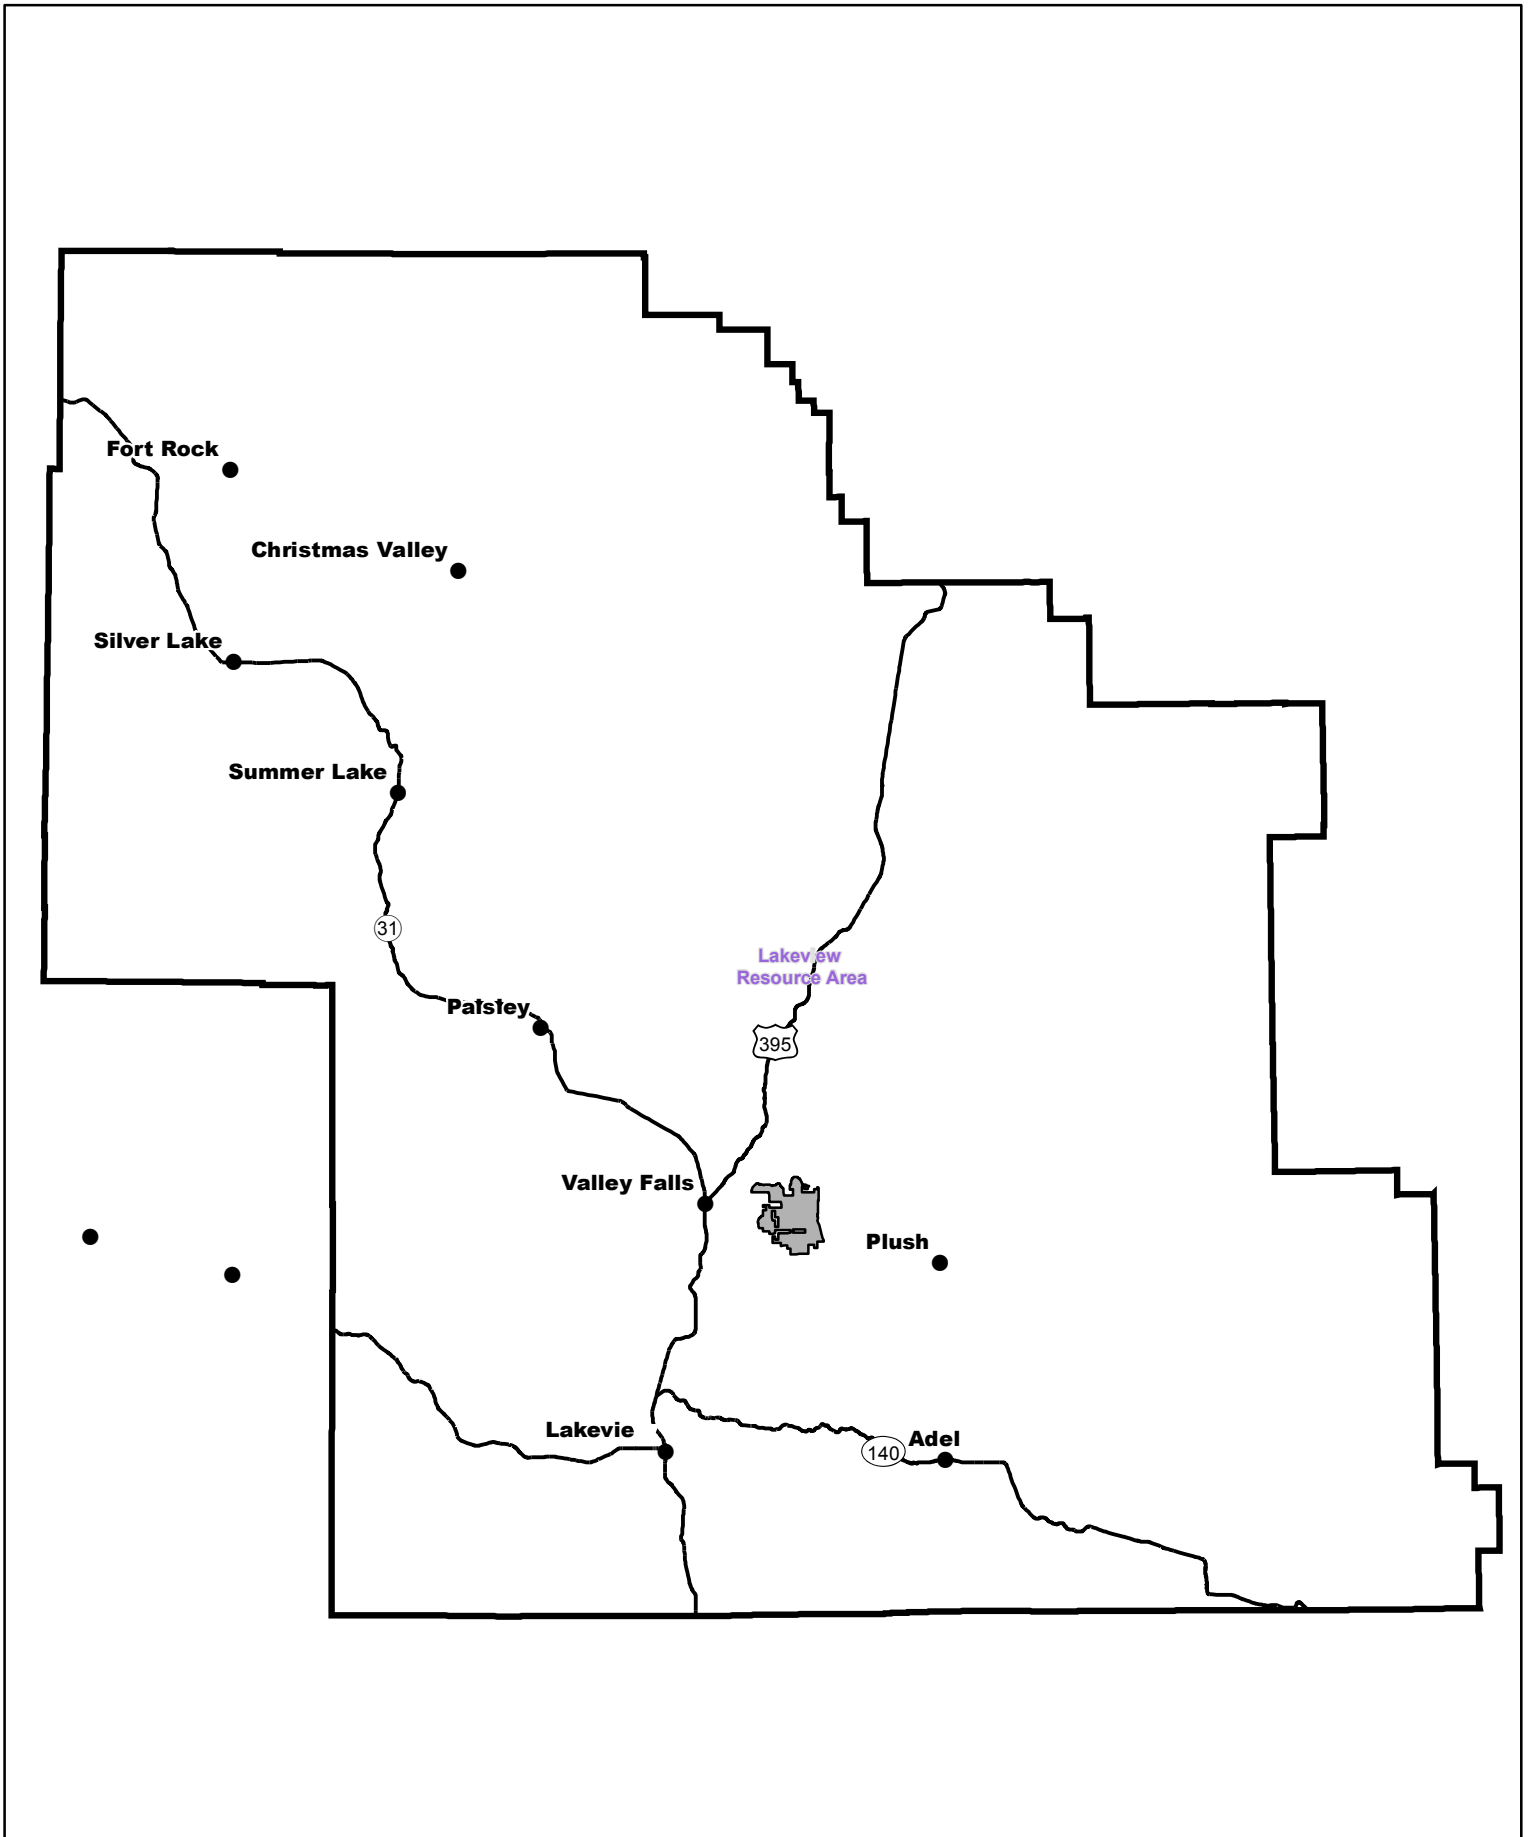 Fort Rock
Christmas Valley
Silver Lake
Summer Lake
31
Lakeview
Resource Area
Paisley
395
Valley Falls
Plush
Lakevie
Adel
140